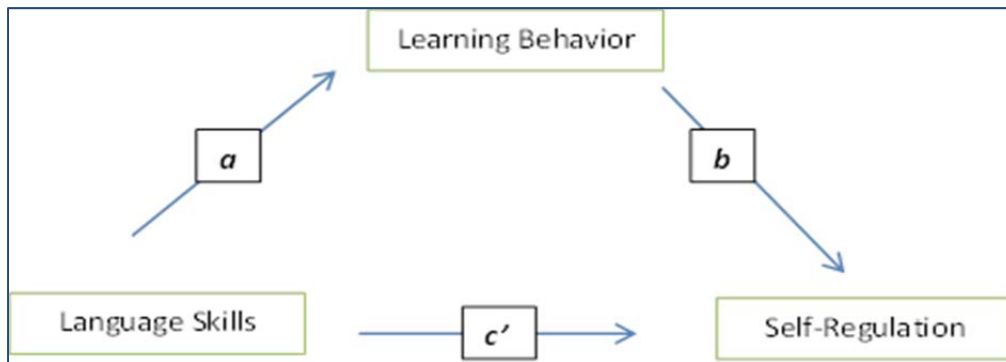 Learning Behavior
a
b
Language Skills
c'
Self-Regulation